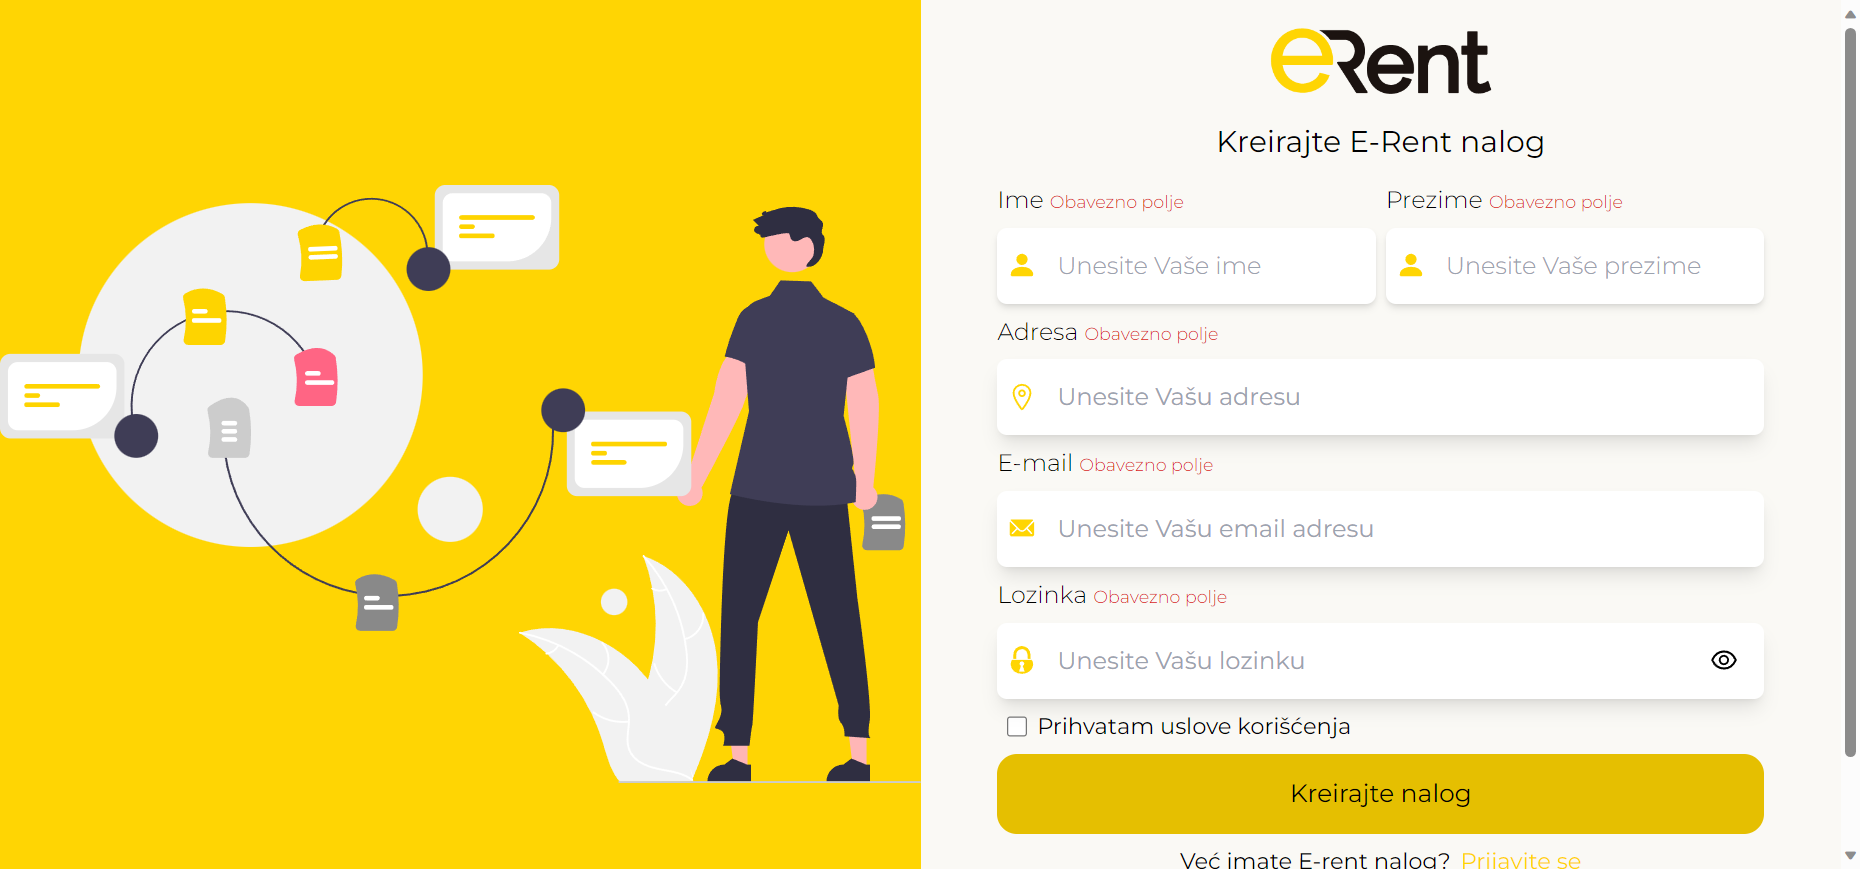 eRent
Kreirajte E-Rent nalog
Ime Obavezno polje
Prezime Obavezno polje
Unesite Vaše ime
Unesite Vaše prezime
Adresa Obavezno polje
Unesite Vašu adresu
E-mail Obavezno polje
Unesite Vašu email adresu
Lozinka Obavezno polje
Unesite Vašu lozinku
Prihvatam uslove korišćenja
Kreirajte nalog
Već imate E-rent nalog? Prijavite se